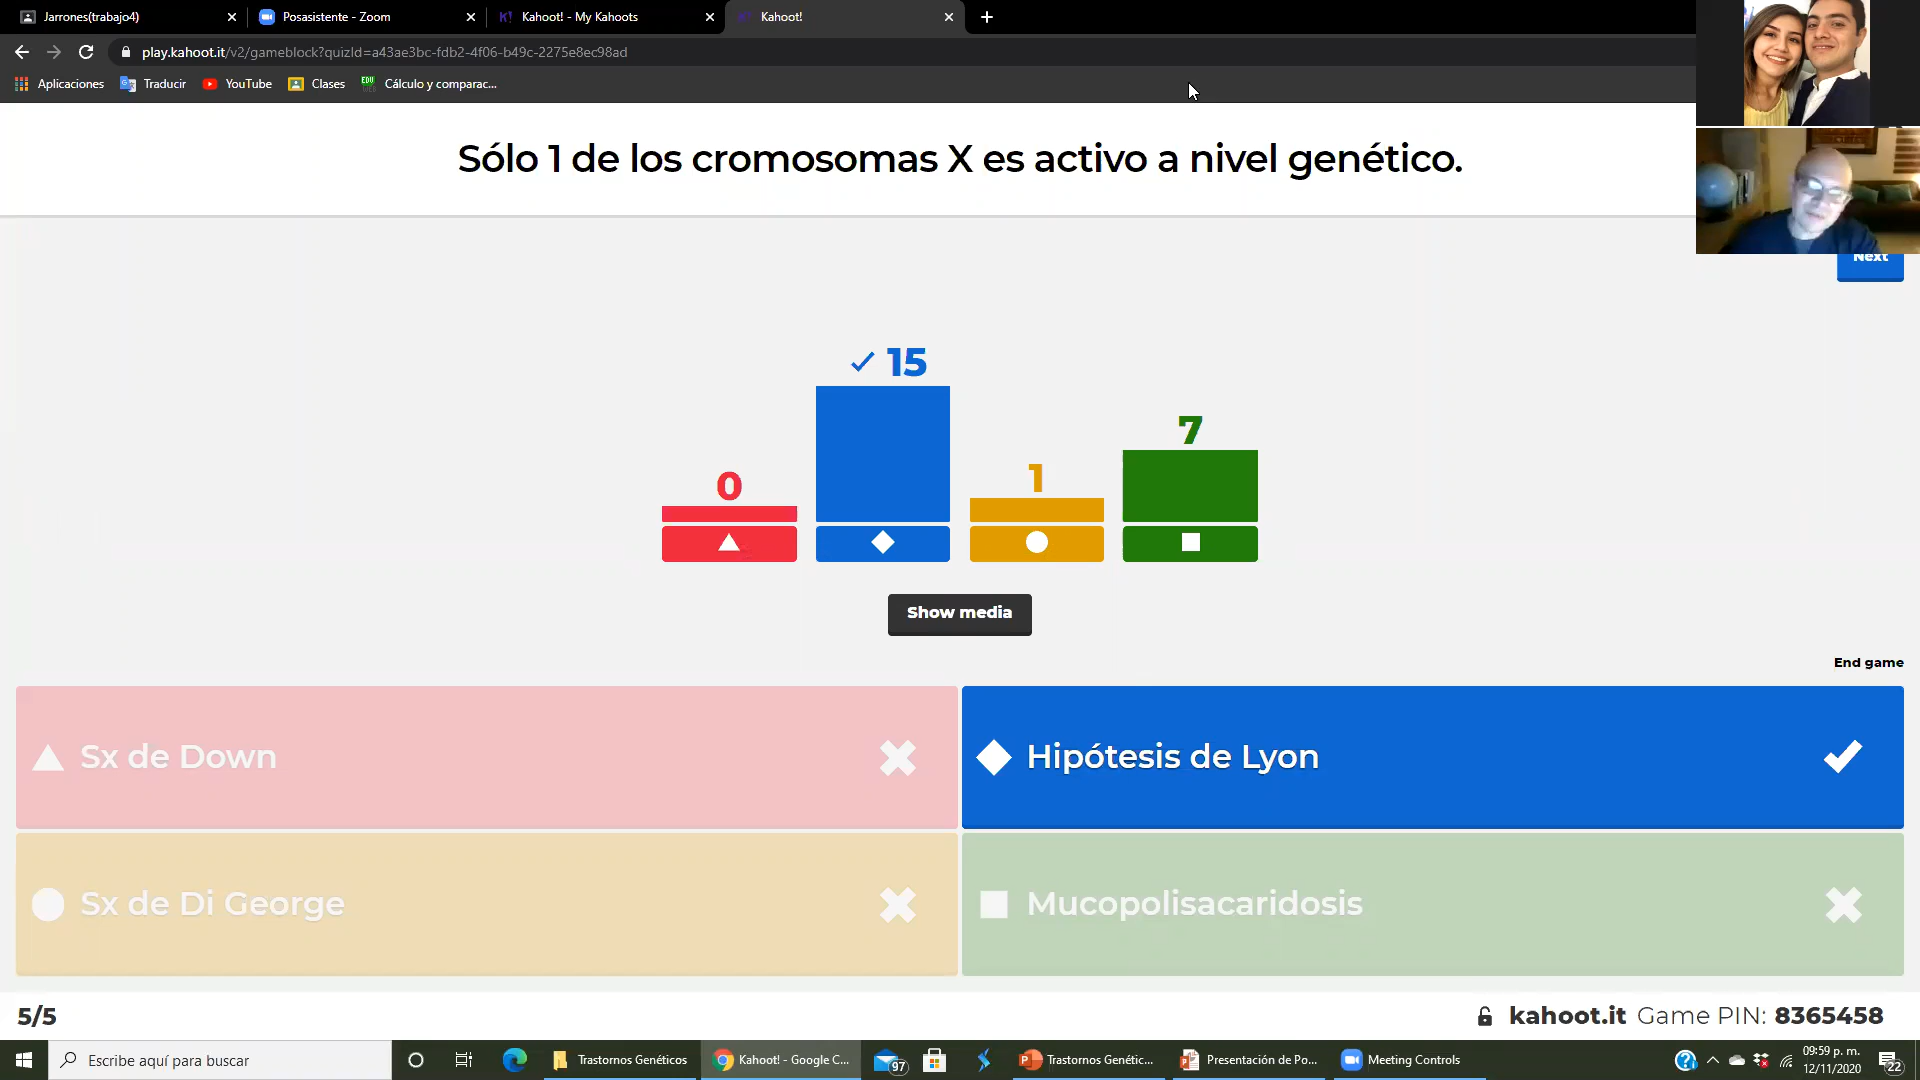 Jarrones(trabajo4)
Posasistente - Zoom
Kahoot! - My Kahoots
Kahoot!
play.kahoot.it/v2/gameblock?quizId=a43ae3bc-fdb2-4f06-b49c-2275e8ec98ad
Aplicaciones
Traducir
YouTube
Clases
Cálculo y comparac...
Sólo 1 de los cromosomas X es activo a nivel genético.
Next
15
7
1
0
Show media
End game
Sx de Down
Hipótesis de Lyon
Sx de Di George
Mucopolisacaridosis
5/5
kahoot.it Game PIN: 8365458
Escribe aquí para buscar
Trastornos Genéticos
Kahoot! - Google C...
97
Trastornos Genétic...
Presentación de Po...
Meeting Controls
09:59 p. m.
12/11/2020
22